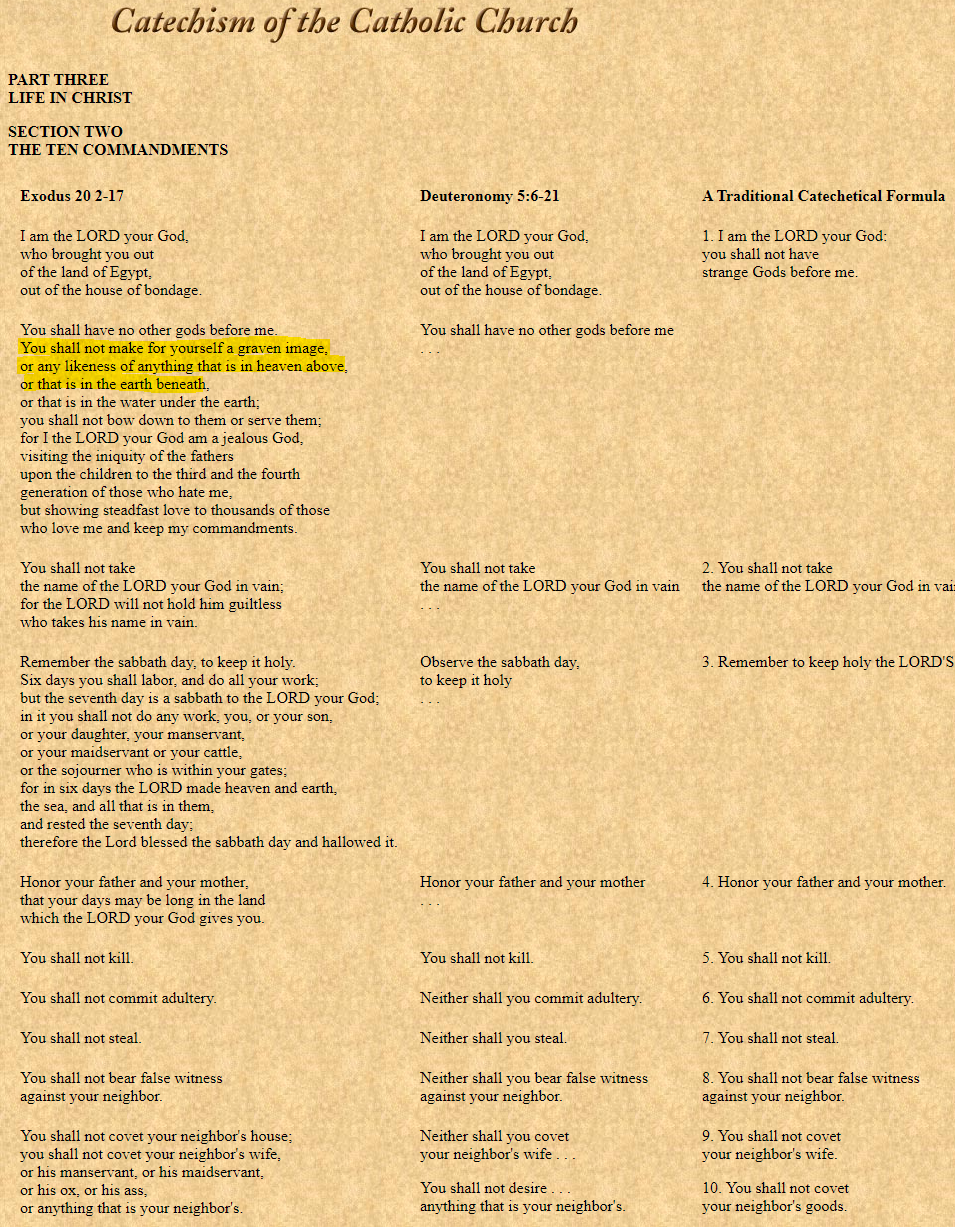 Catechism of the Catholic Church
PART THREE
LIFE IN CHRIST
SECTION TWO
THE TEN COMMANDMENTS
Exodus 20 2-17
I am the LORD your God,
who brought you out
of the land of Egypt,
out of the house of bondage.
You shall have no other gods before me.
You shall not make for yourself a graven image,
or any likeness of anything that is in heaven above,
or that is in the earth beneath,
or that is in the water under the earth;
you shall not bow down to them or serve them;
for I the LORD your God am a jealous God,
visiting the iniquity of the fathers
upon the children to the third and the fourth
generation of those who hate me,
but showing steadfast love to thousands of those
who love me and keep my commandments.
You shall not take
the name of the LORD your God in vain;
for the LORD will not hold him guiltless
who takes his name in vain.
Remember the sabbath day, to keep it holy.
Six days you shall labor, and do all your work;
but the seventh day is a sabbath to the LORD your God;
in it you shall not do any work, you, or your son,
or your daughter, your manservant,
or your maidservant or your cattle,
or the sojourner who is within your gates;
for in six days the LORD made heaven and earth,
the sea, and all that is in them,
and rested the seventh day;
therefore the Lord blessed the sabbath day and hallowed it.
Honor your father and your mother,
that your days may be long in the land
which the LORD your God gives you.
You shall not kill.
You shall not commit adultery.
You shall not steal.
You shall not bear false witness
against your neighbor.
You shall not covet your neighbor's house;
you shall not covet your neighbor's wife,
or his manservant, or his maidservant,
or his ox, or his ass,
or anything that is your neighbor's.
Deuteronomy 5:6-21
I am the LORD your God,
who brought you out
of the land of Egypt,
out of the house of bondage.
You shall have no other gods before me
. . .
You shall not take
the name of the LORD your God in vain
. . .
Observe the sabbath day,
to keep it holy
. . .
Honor your father and your mother
. . .
You shall not kill.
Neither shall you commit adultery.
Neither shall you steal.
Neither shall you bear false witness
against your neighbor.
Neither shall you covet
your neighbor's wife . . .
You shall not desire . . .
anything that is your neighbor's.
A Traditional Catechetical Formula
1. I am the LORD your God:
you shall not have
strange Gods before me.
2. You shall not take
the name of the LORD your God in vai
3. Remember to keep holy the LORD'S
4. Honor your father and your mother.
5. You shall not kill.
6. You shall not commit adultery.
7. You shall not steal.
8. You shall not bear false witness
against your neighbor.
9. You shall not covet
your neighbor's wife.
10. You shall not covet
your neighbor's goods.